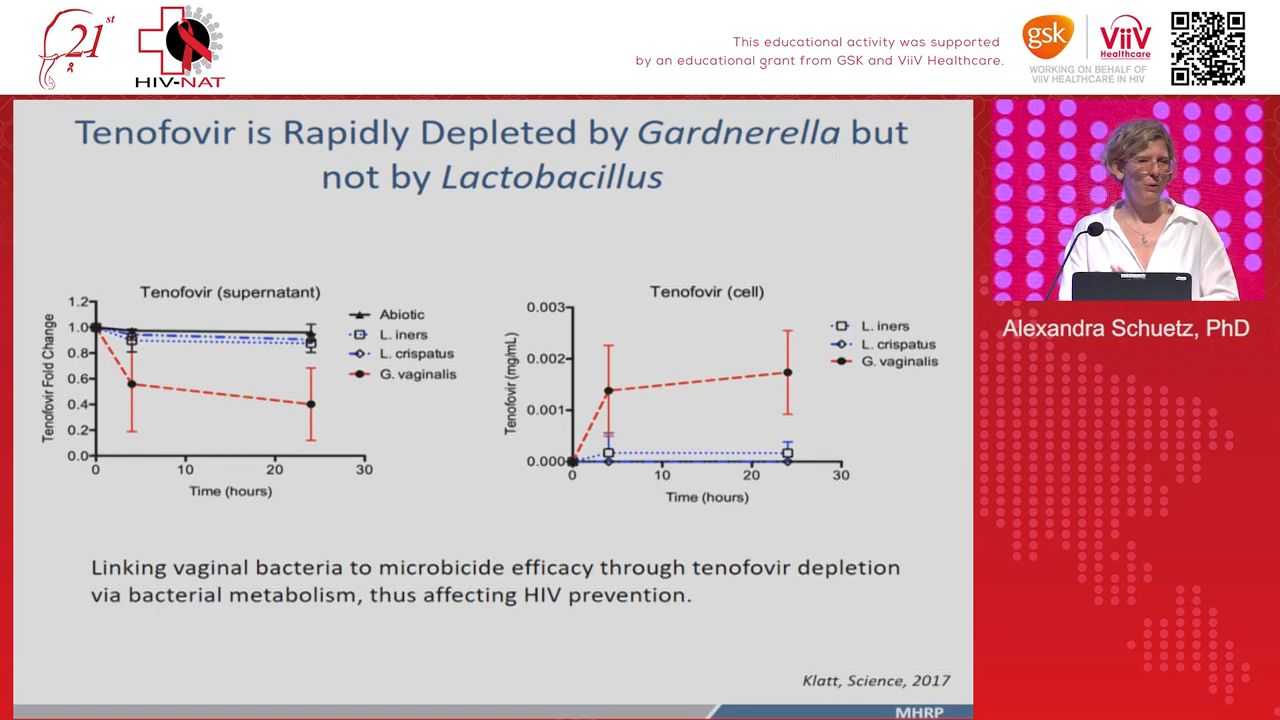 21st
HIV-NAT
This educational activity was supported
by an educational grant from GSK and ViiV Healthcare.
gsk
ViiV
Healthcare
WORKING ON BEHALF OF
VIIV HEALTHCARE IN HIV
Tenofovir is Rapidly Depleted by Gardnerella but
not by Lactobacillus
Tenofovir (supernatant)
Tenofovir Fold Change
1.2
1.0
0.8
0.6
0.4
0.2
0.0
0 10 20 30
Time (hours)
Abiotic
L. iners
L. crispatus
G. vaginalis
Tenofovir (cell)
Tenofovir (mg/mL)
0.003
0.002
0.001
0.000
0 10 20 30
Time (hours)
L. iners
L. crispatus
G. vaginalis
Linking vaginal bacteria to microbicide efficacy through tenofovir depletion
via bacterial metabolism, thus affecting HIV prevention.
Klatt, Science, 2017
MHRP
Alexandra Schuetz, PhD